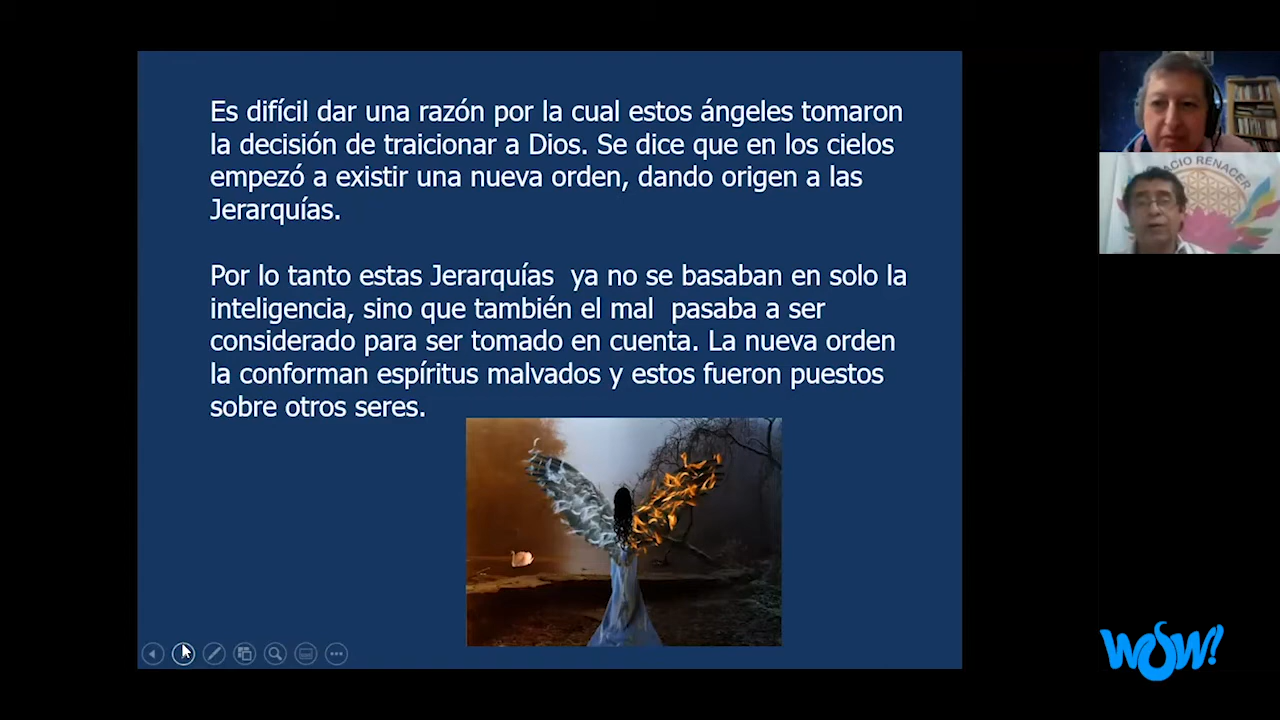 Es difícil dar una razón por la cual estos ángeles tomaron
la decisión de traicionar a Dios. Se dice que en los cielos
empezó a existir una nueva orden, dando origen a las
Jerarquías.
Por lo tanto estas Jerarquías ya no se basaban en solo la
inteligencia, sino que también el mal pasaba a ser
considerado para ser tomado en cuenta. La nueva orden
la conforman espíritus malvados y estos fueron puestos
sobre otros seres.
RENACER
WOW!